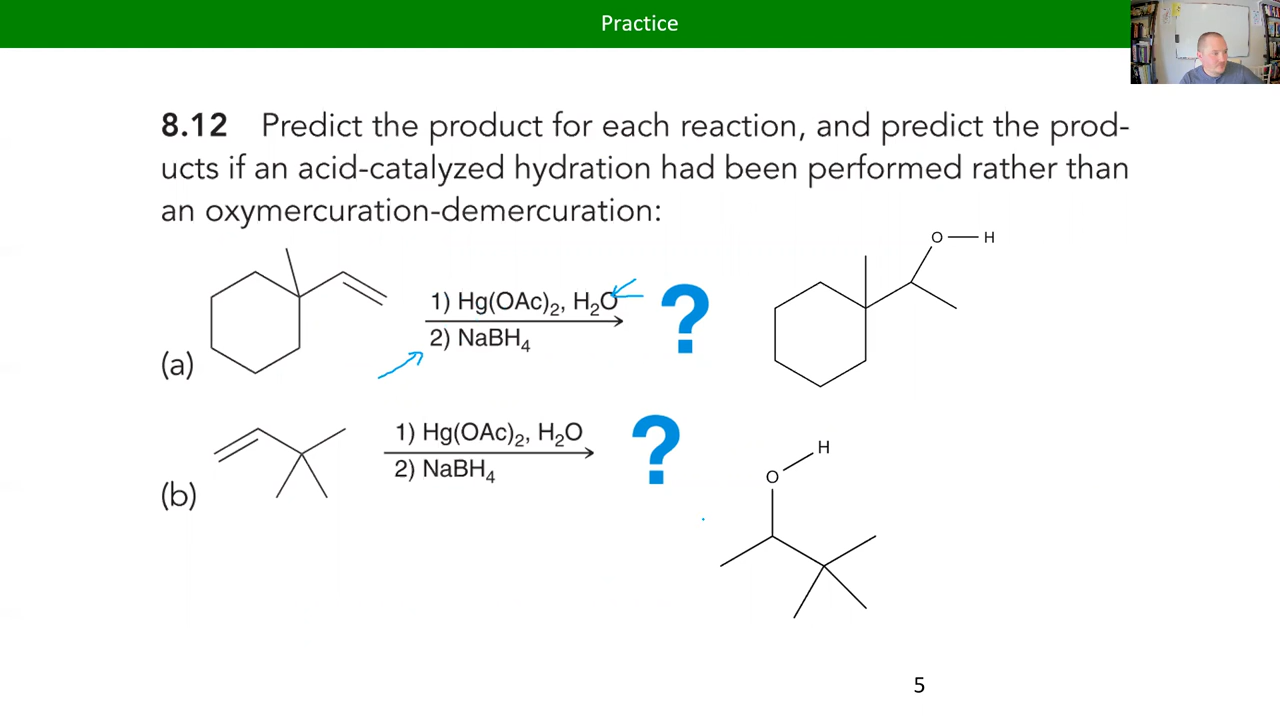 Practice
8.12 Predict the product for each reaction, and predict the prod-
ucts if an acid-catalyzed hydration had been performed rather than
an oxymercuration-demercuration:
O H
1) Hg(OAc)2, H2O
2) NaBH4
?
(a)
1) Hg(OAc)2, H2O
2) NaBH4
?
H
O
(b)
5